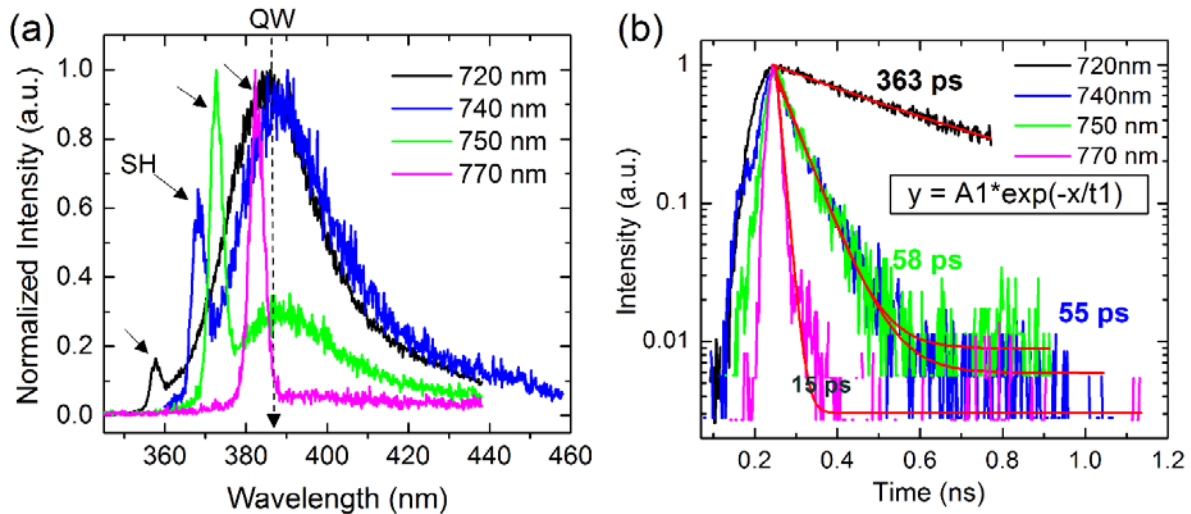 (a)
QW
Normalized Intensity (a.u.)
1.0
0.8
0.6
0.4
0.2
0.0
SH
720 nm
740 nm
750 nm
770 nm
360 380 400 420 440 460
Wavelength (nm)
(b)
Intensity (a.u.)
1
0.1
0.01
363 ps
720nm
740nm
750 nm
770 nm
y = A1*exp(-x/t1)
58 ps
55 ps
15 ps
0.2 0.4 0.6 0.8 1.0 1.2
Time (ns)